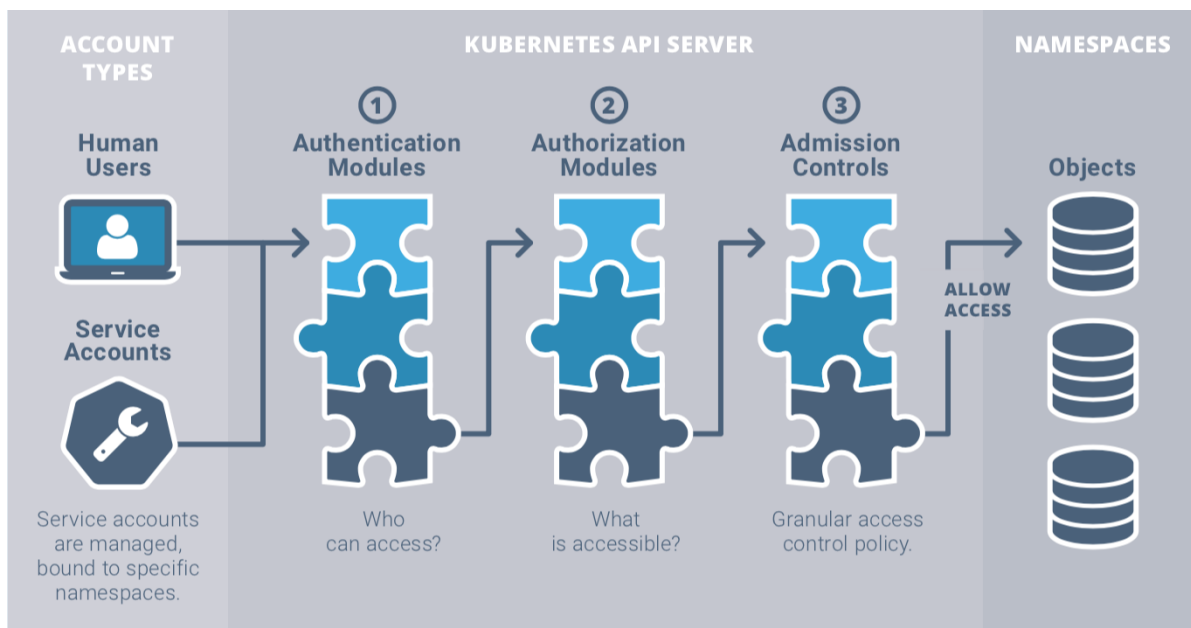 ACCOUNT
TYPES
KUBERNETES API SERVER
NAMESPACES
Human
Users
Service
Accounts
Service accounts
are managed,
bound to specific
namespaces.
1
Authentication
Modules
Who
can access?
2
Authorization
Modules
What
is accessible?
3
Admission
Controls
Granular access
control policy.
ALLOW
ACCESS
Objects